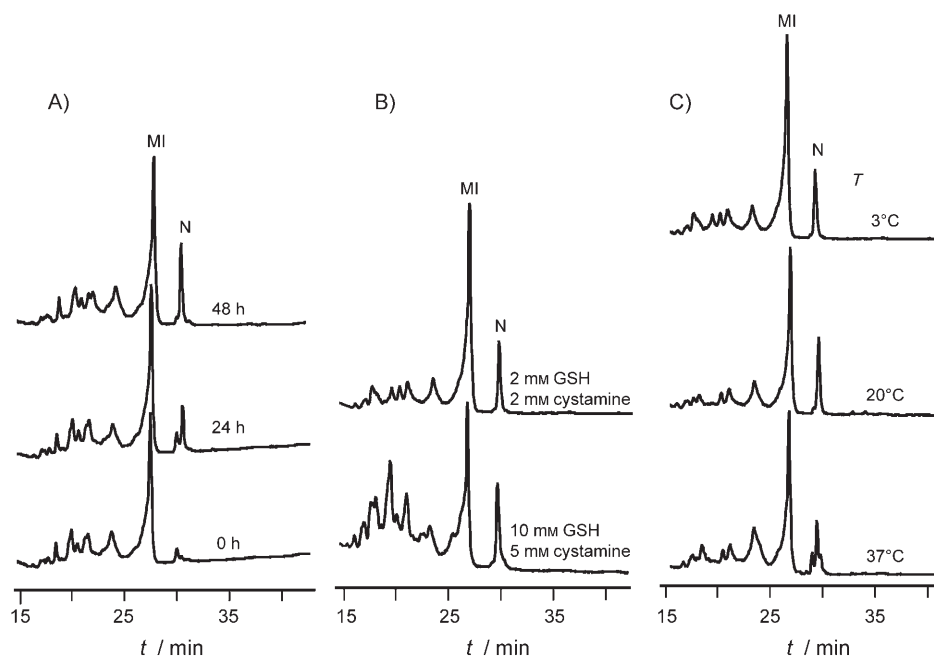 A)
MI
N
48 h
24 h
0 h
15 25 35
t / min
B)
MI
N
2 mM GSH
2 mM cystamine
10 mM GSH
5 mM cystamine
15 25 35
t / min
C)
MI
N
T
3°C
20°C
37°C
15 25 35
t / min